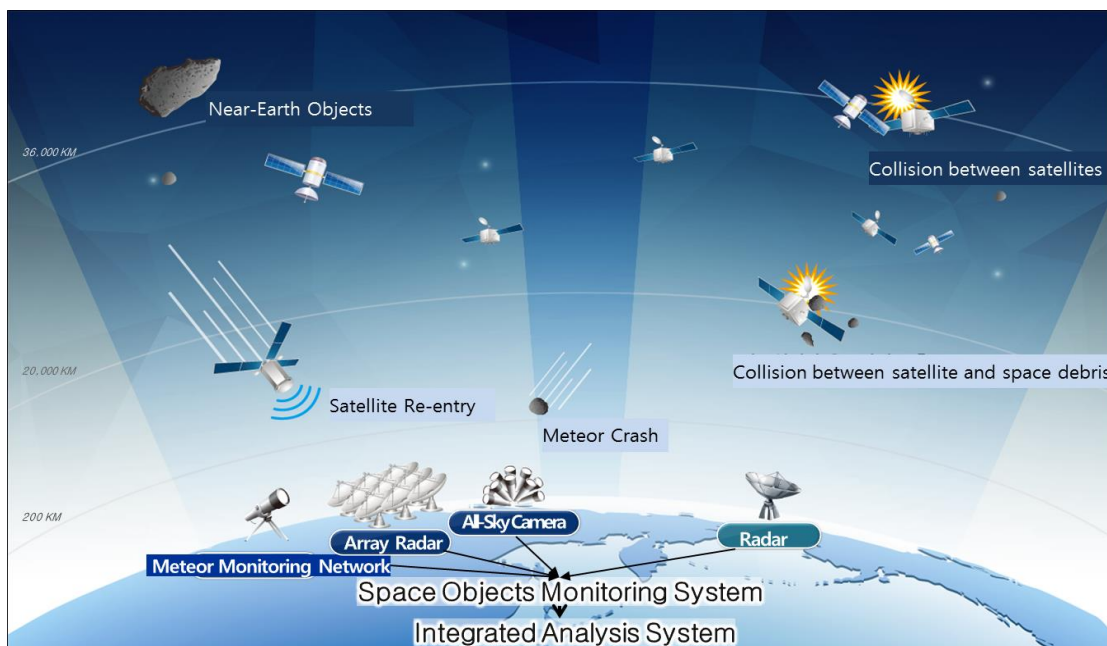 Near-Earth Objects
36,000 KM
Collision between satellites
20,000 KM
Collision between satellite and space debris
Satellite Re-entry
Meteor Crash
200 KM
All-Sky Camera
Array Radar
Radar
Meteor Monitoring Network
Space Objects Monitoring System
Integrated Analysis System